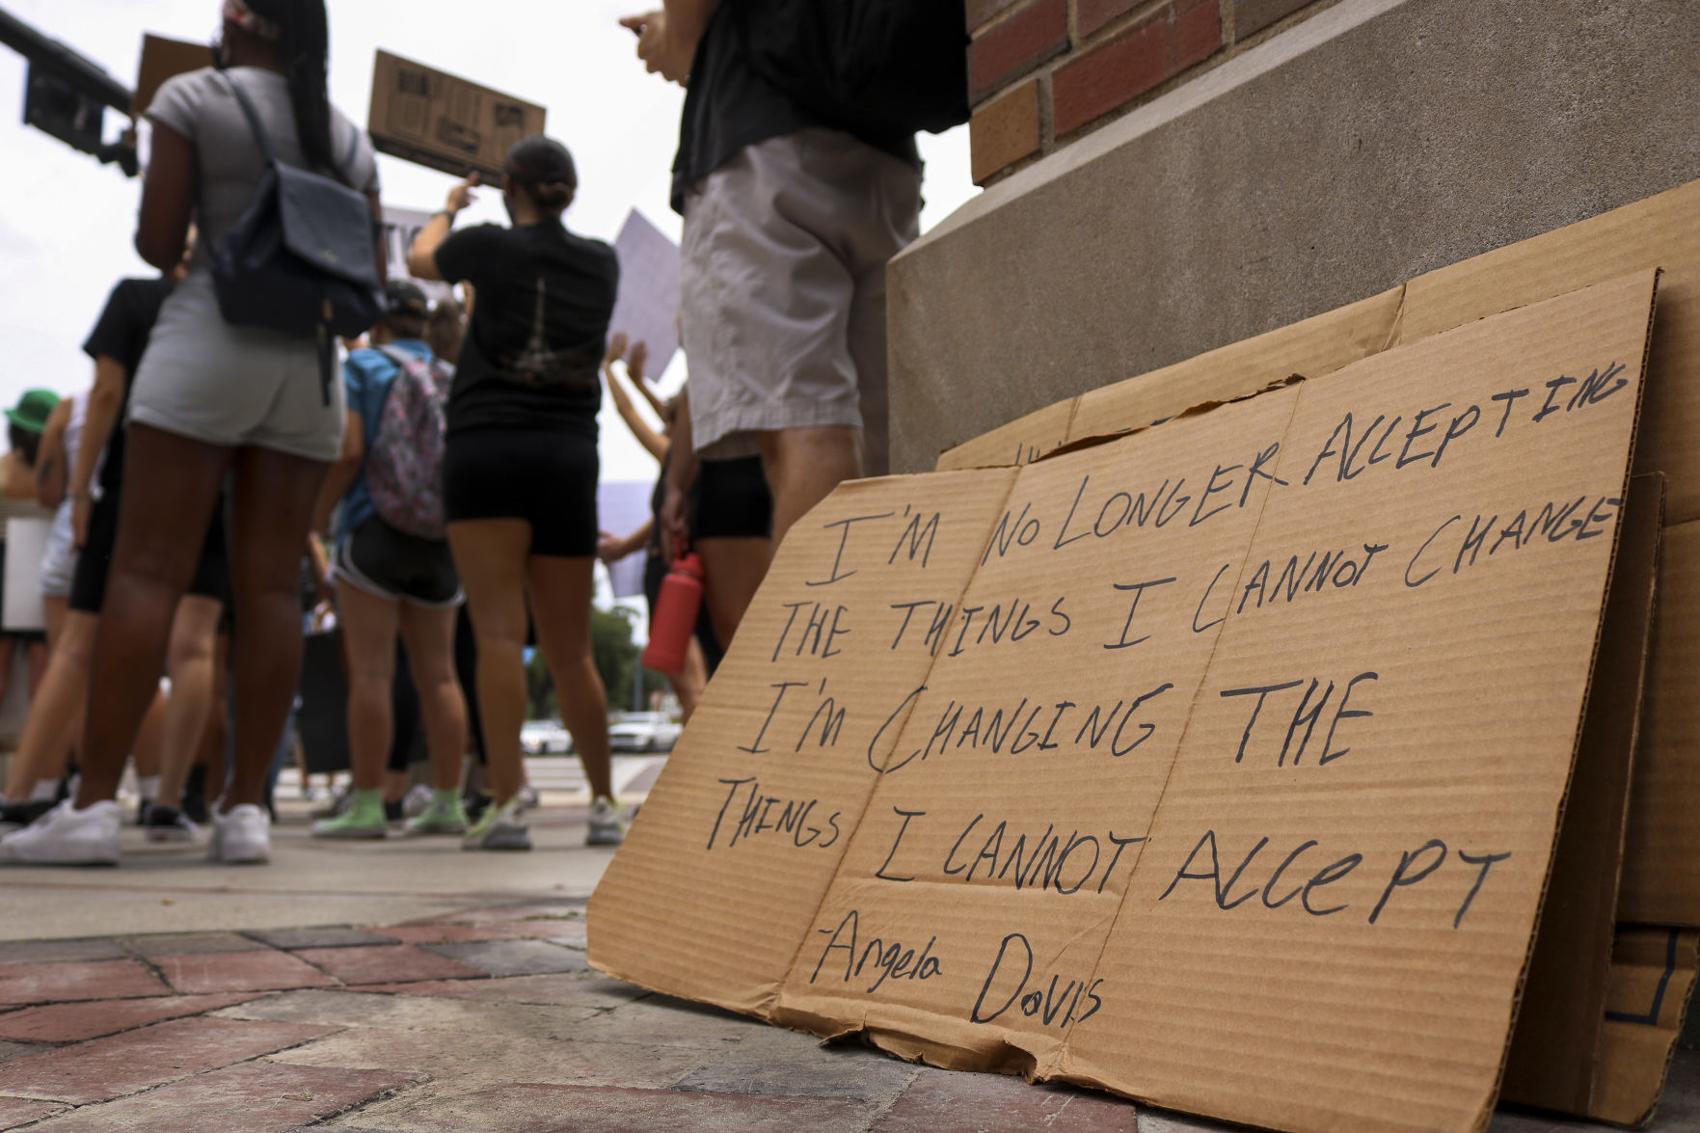 I'M NO LONGER ACCEPTING
THE THINGS I CANNOT CHANGE
I'M CHANGING THE
THINGS I CANNOT ACCEPT
-Angela Davis